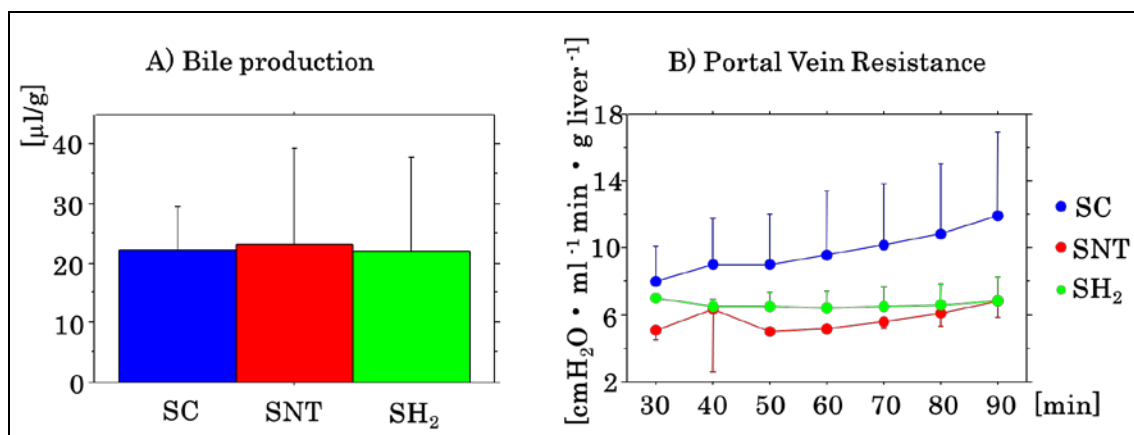 A) Bile production
[μl/g]
40
30
20
10
0
SC SNT SH₂
B) Portal Vein Resistance
[cmH₂O・ml⁻¹ min・g liver⁻¹]
18
14
10
6
2
30 40 50 60 70 80 90 [min]
SC
SNT
SH₂